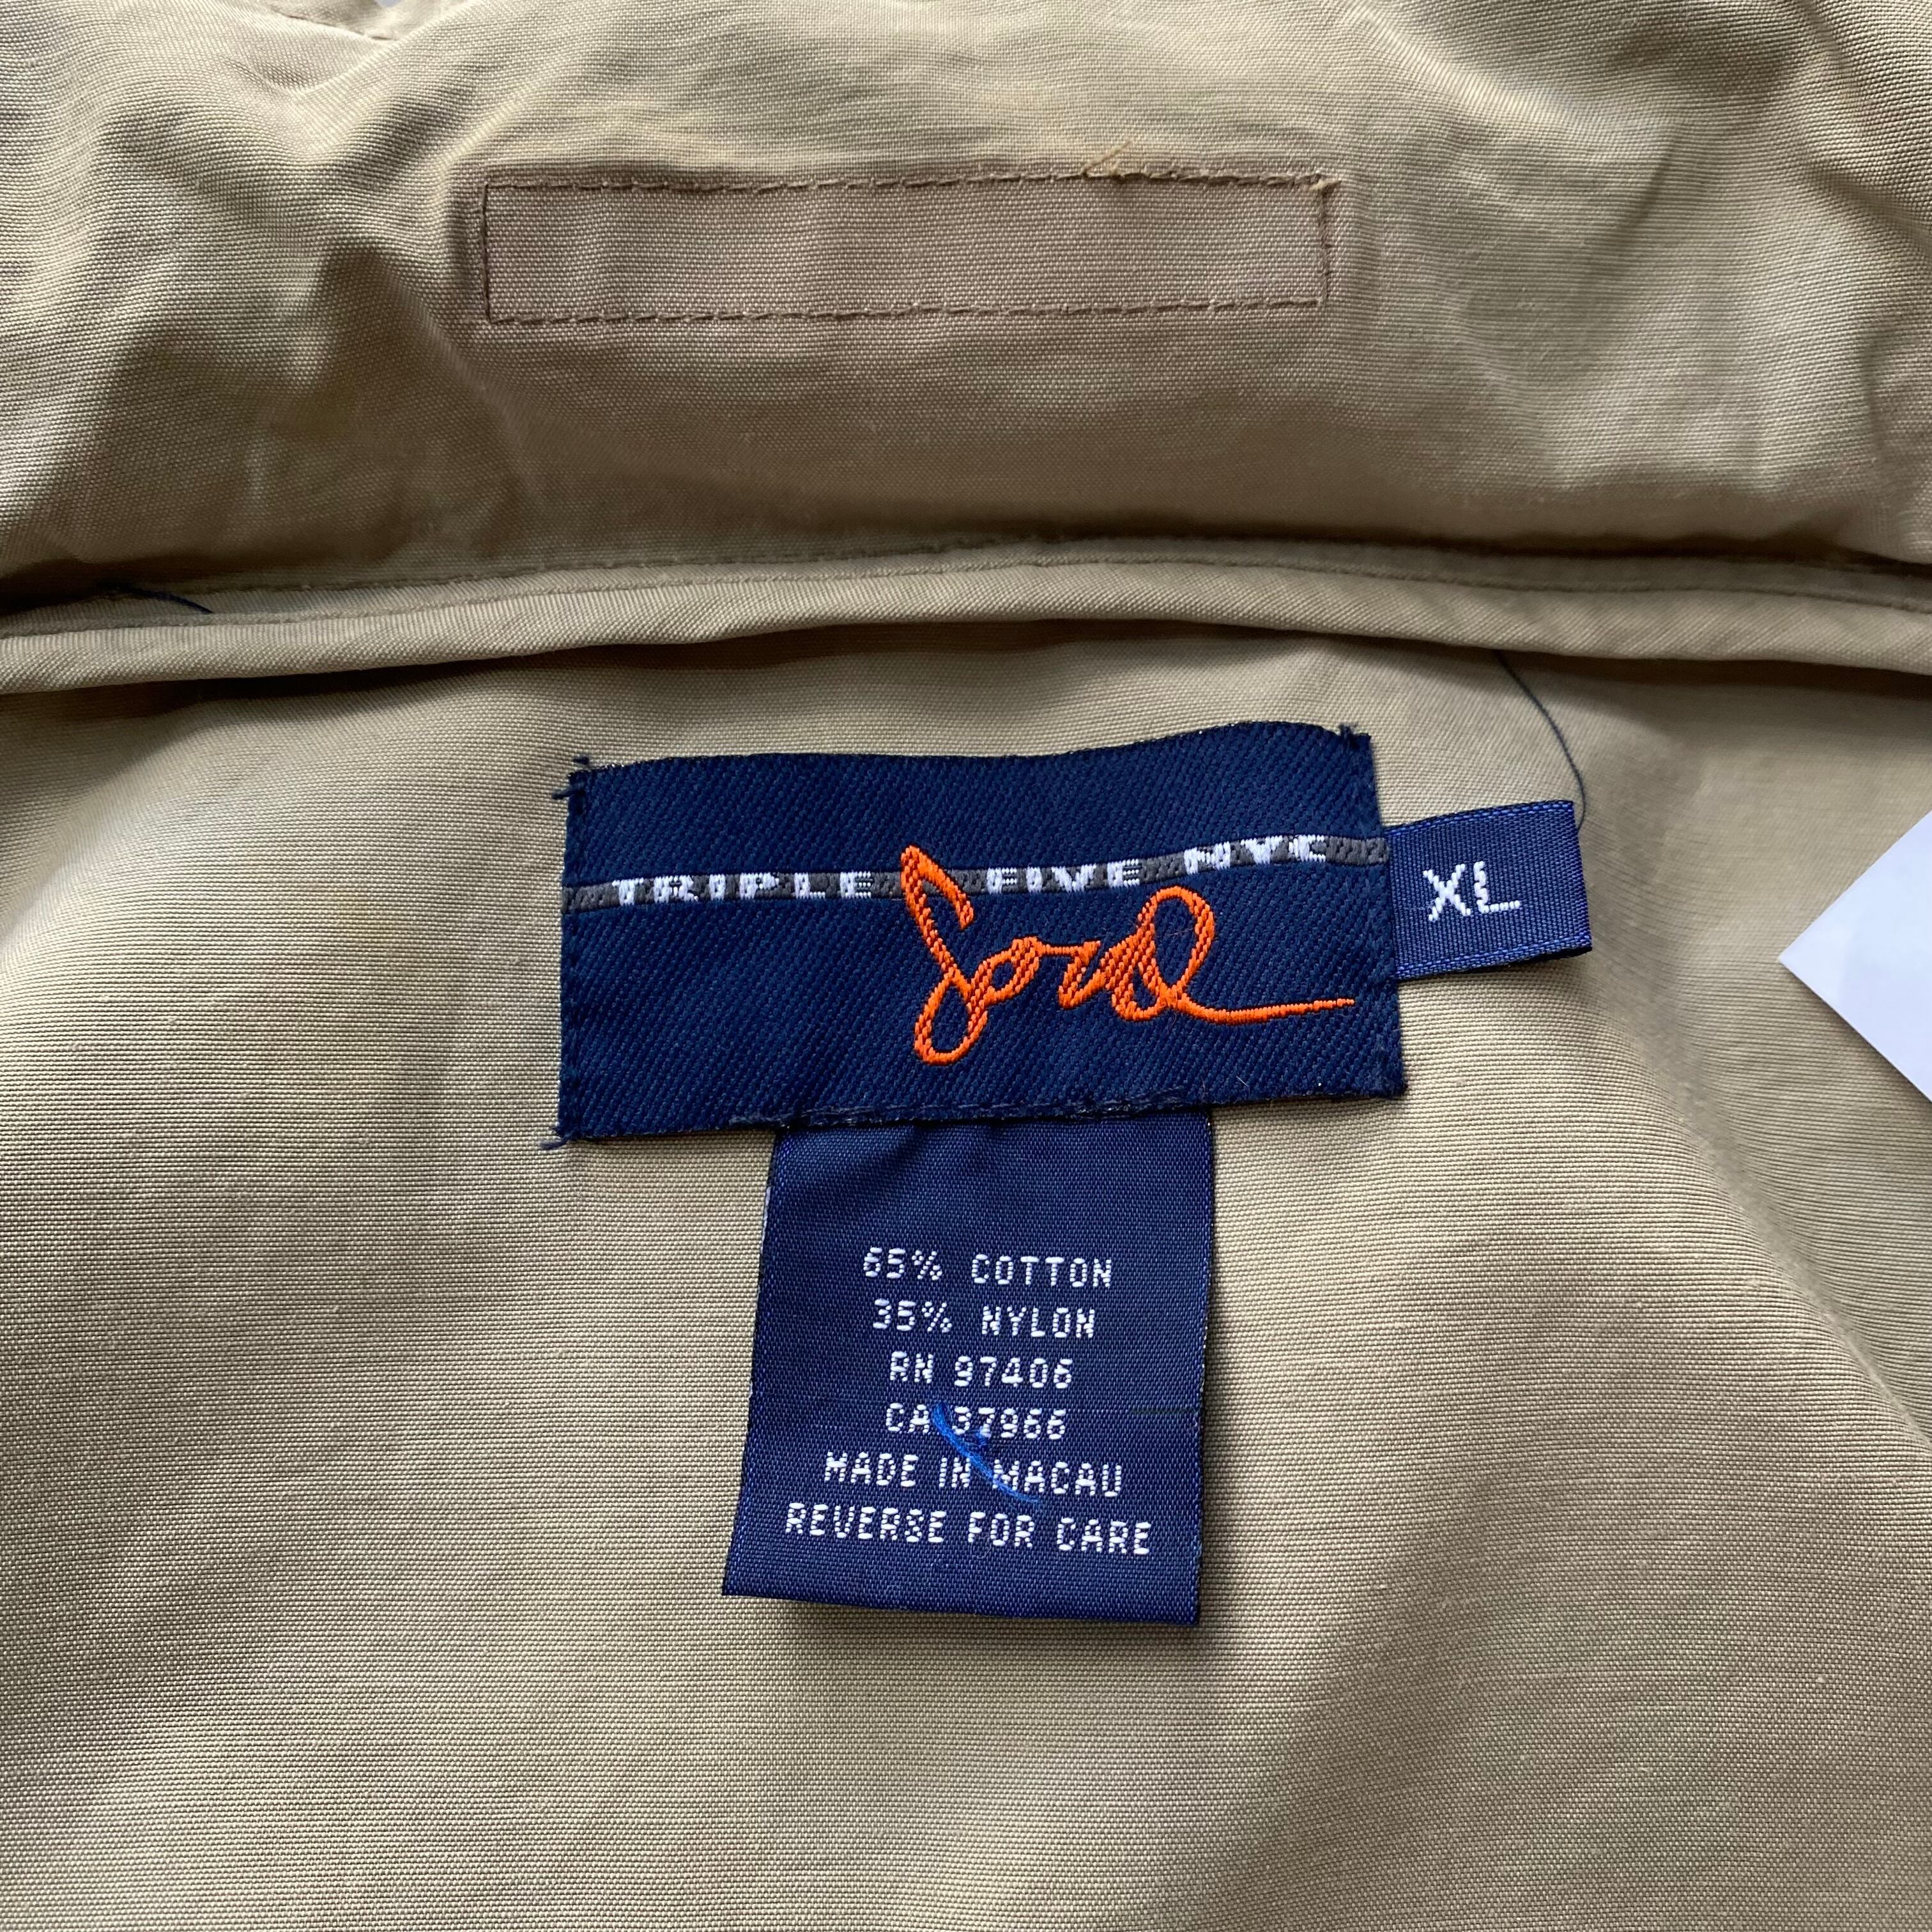 TRIPLE FIVE NYC
Soul
XL
65% COTTON
35% NYLON
RN 97406
CA 37966
MADE IN MACAU
REVERSE FOR CARE